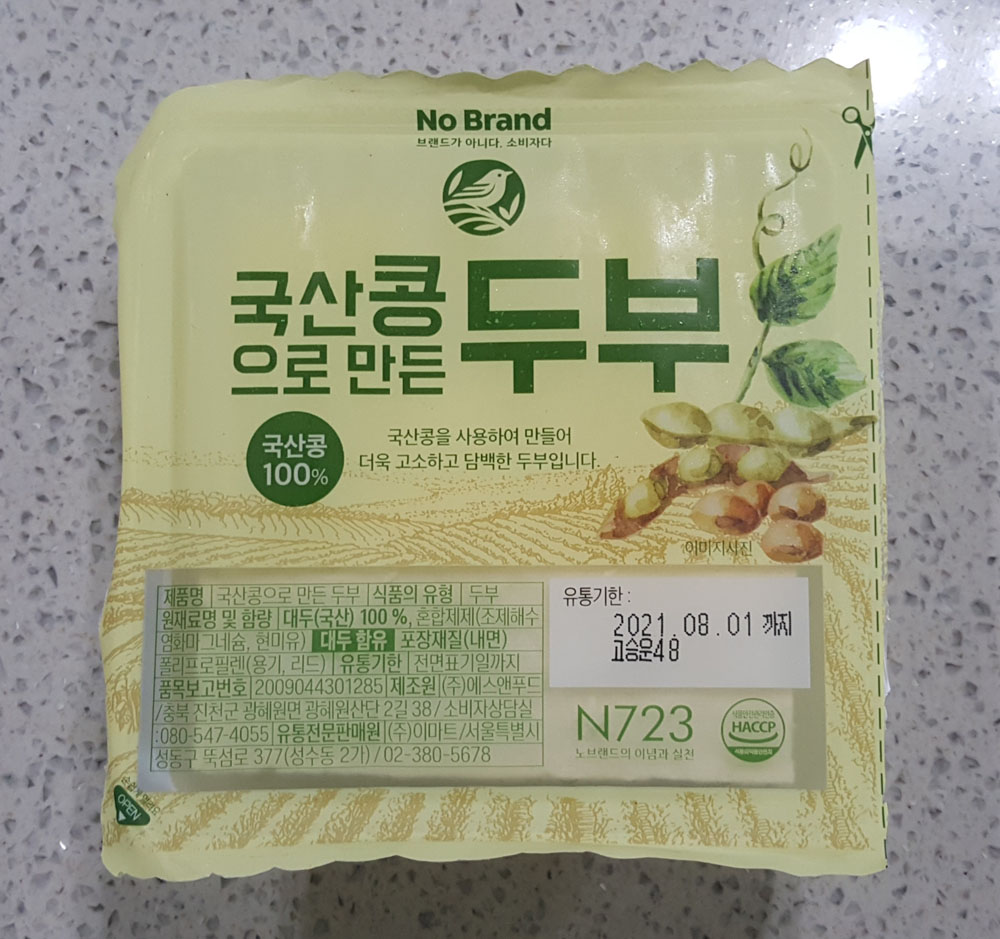 No Brand
브랜드가 아니다. 소비자다
국산콩
으로 만든
두부
국산콩
100%
국산콩을 사용하여 만들어
더욱 고소하고 담백한 두부입니다.
이미지사진
제품명 국산콩으로 만든 두부 식품의 유형 두부
원재료명 및 함량 대두(국산) 100 %, 혼합제제(조제해수
염화마그네슘, 현미유) 대두 함유 포장재질(내면)
폴리프로필렌(용기, 리드) 유통기한 전면표기일까지
품목보고번호 2009044301285 제조원 (주)에스앤푸드
/충북 진천군 광혜원면 광혜원산단 2길 38/소비자상담실
:080-547-4055 유통전문판매원 (주)이마트/서울특별시
성동구 뚝섬로 377(성수동 2가)/02-380-5678
유통기한 :
2021.08.01 까지
고승운48
N723
노브랜드의 이념과 실천
HACCP
OPEN